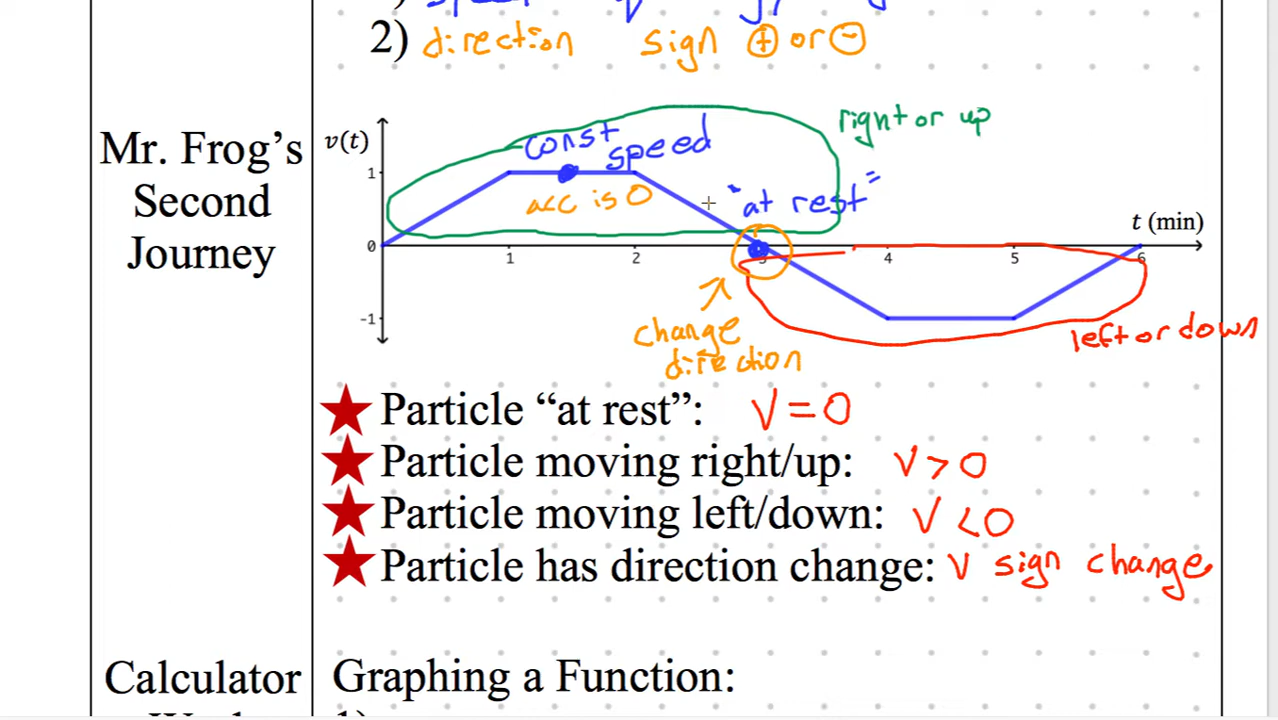 2) direction sign + or -
Mr. Frog's
Second
Journey
v(t)
right or up
const
speed
1
acc is 0
"at rest"
t (min)
0
1
2
3
4
5
6
-1
change
direction
left or down
Particle “at rest”: V = 0
Particle moving right/up: V > 0
Particle moving left/down: V < 0
Particle has direction change: V sign change
Calculator
Graphing a Function: